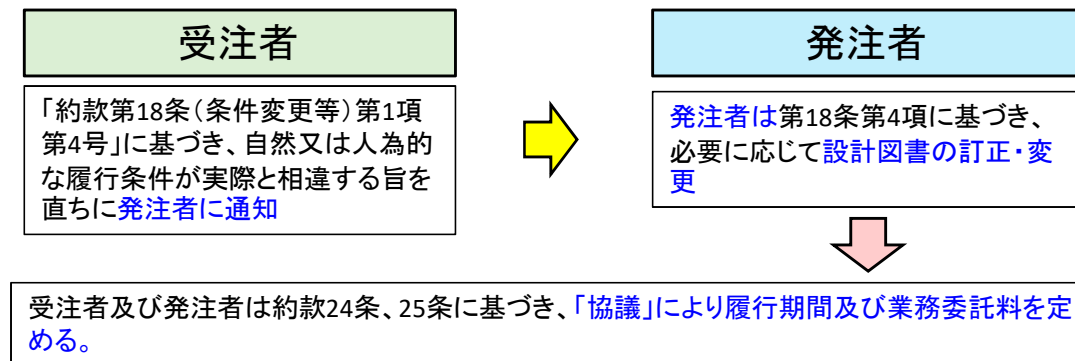 受注者
「約款第18条（条件変更等）第1項
第4号」に基づき、自然又は人為的
な履行条件が実際と相違する旨を
直ちに発注者に通知
発注者
発注者は第18条第4項に基づき、
必要に応じて設計図書の訂正・変
更
受注者及び発注者は約款24条、25条に基づき、「協議」により履行期間及び業務委託料を定
める。